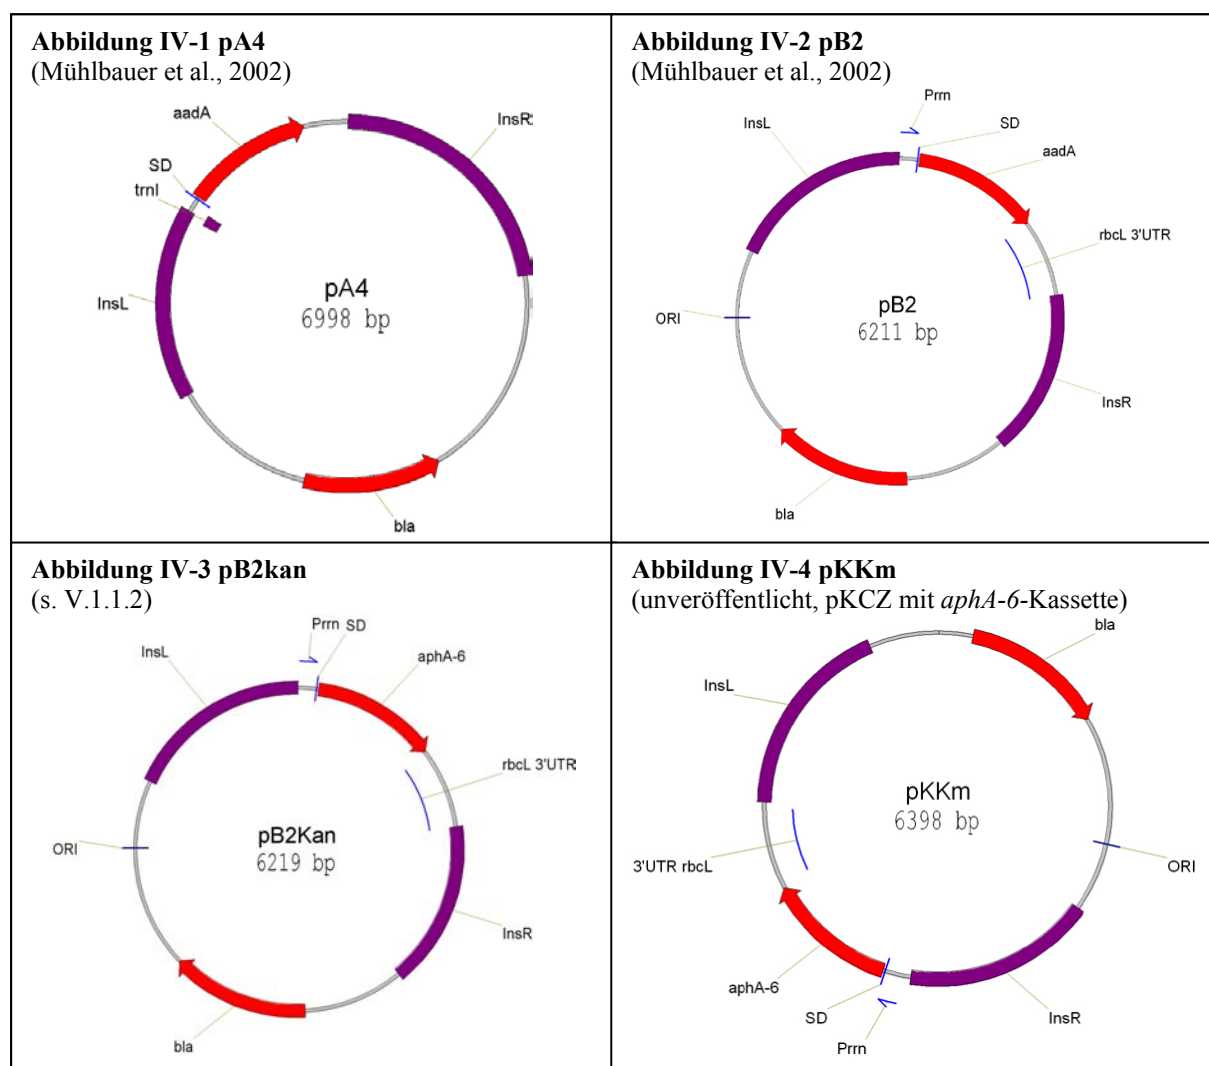 Abbildung IV-1 pA4
(Mühlbauer et al., 2002)
aadA
InsR
SD
trnI
InsL
pA4
6998 bp
bla
Abbildung IV-2 pB2
(Mühlbauer et al., 2002)
Prrn
InsL
SD
aadA
rbcL 3'UTR
pB2
ORI
6211 bp
InsR
bla
Abbildung IV-3 pB2kan
(s. V.1.1.2)
Prrn SD
InsL
aphA-6
rbcL 3'UTR
pB2Kan
ORI
6219 bp
InsR
bla
Abbildung IV-4 pKKm
(unveröffentlicht, pKCZ mit aphA-6-Kassette)
bla
InsL
pKKm
6398 bp
3'UTR rbcL
ORI
aphA-6
SD
InsR
Prrn